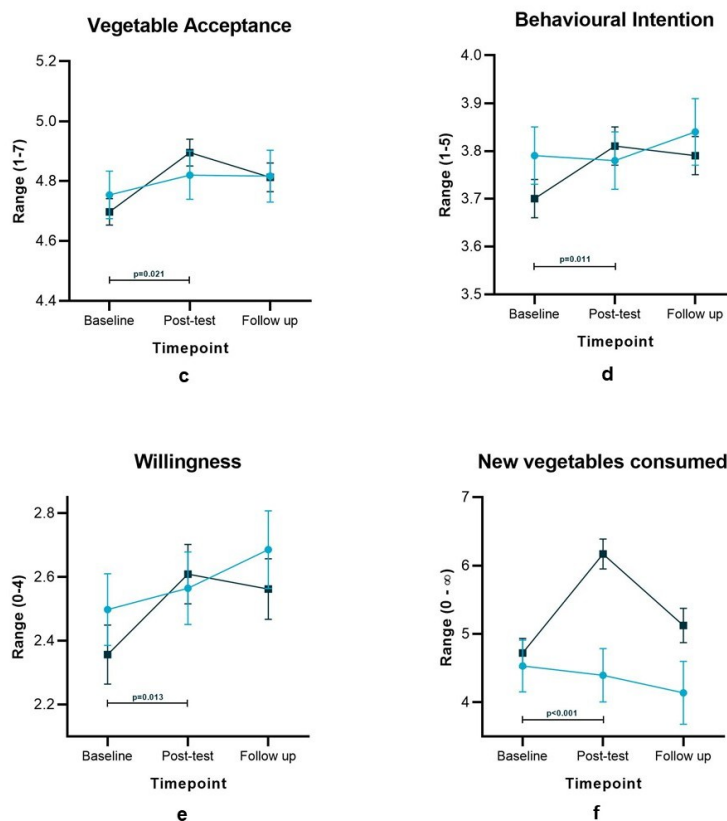 Vegetable Acceptance
Range (1-7)
5.2
5.0
4.8
4.6
4.4
p=0.021
Baseline Post-test Follow up
Timepoint
c
Behavioural Intention
Range (1-5)
4.0
3.9
3.8
3.7
3.6
3.5
p=0.011
Baseline Post-test Follow up
Timepoint
d
Willingness
Range (0-4)
2.8
2.6
2.4
2.2
p=0.013
Baseline Post-test Follow up
Timepoint
e
New vegetables consumed
Range (0 - ∞)
7
6
5
4
p<0.001
Baseline Post-test Follow up
Timepoint
f